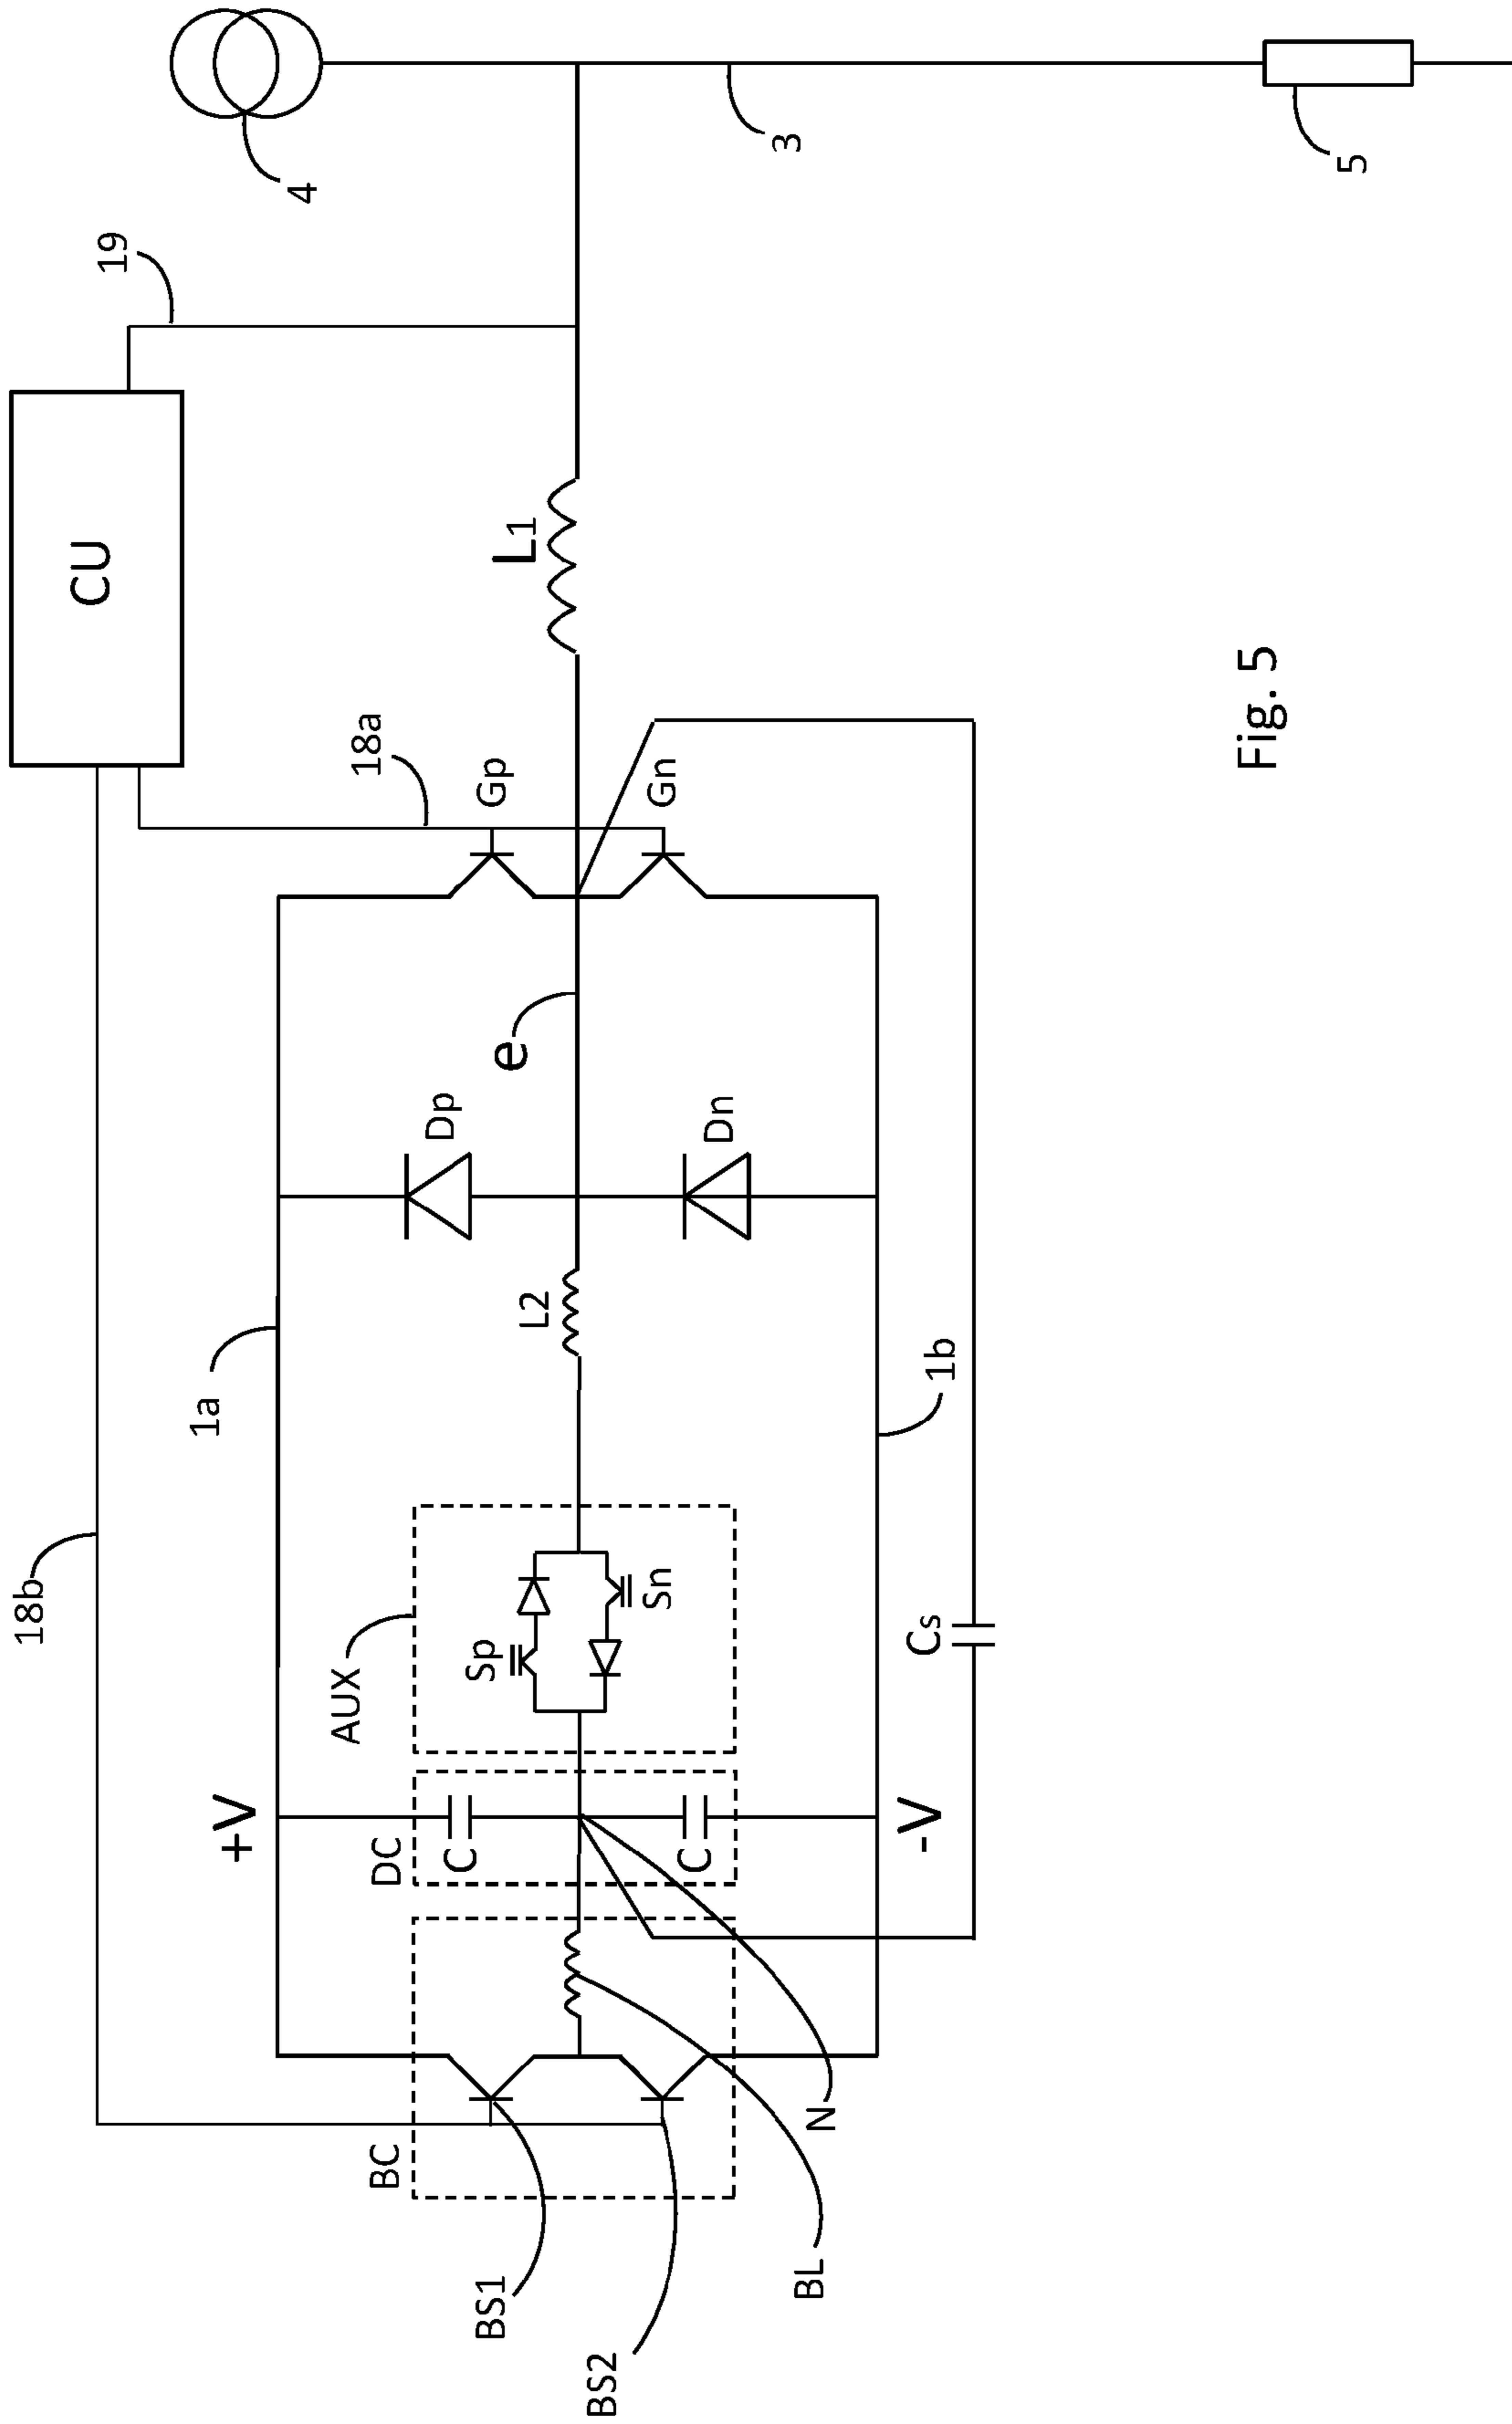 BS1
BS2
BC
BL
N
18b
+V
DC
C
C
-V
AUX
Sp
Sn
Cs
1a
1b
L2
Dp
Dn
e
18a
Gp
Gn
CU
L1
19
4
3
5
Fig. 5